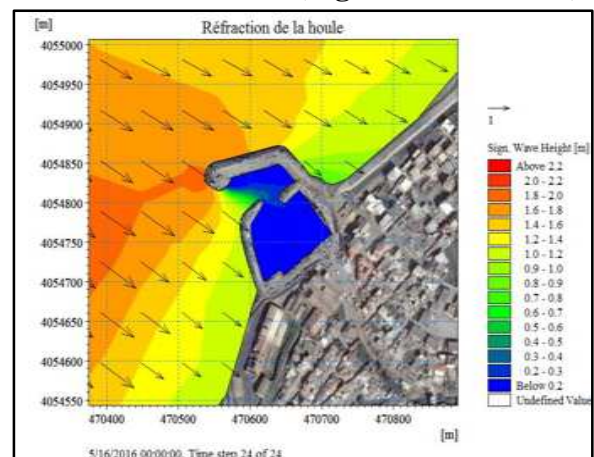 [m]
Réfraction de la houle
4055000
4054950
4054900
4054850
4054800
4054750
4054700
4054650
4054600
4054550
470400 470500 470600 470700 470800
[m]
5/16/2016 00:00:00, Time step 24 of 24
1
Sign. Wave Height [m]
Above 2.2
2.0 - 2.2
1.8 - 2.0
1.6 - 1.8
1.4 - 1.6
1.2 - 1.4
1.0 - 1.2
0.9 - 1.0
0.8 - 0.9
0.7 - 0.8
0.6 - 0.7
0.5 - 0.6
0.4 - 0.5
0.3 - 0.4
0.2 - 0.3
Below 0.2
Undefined Value